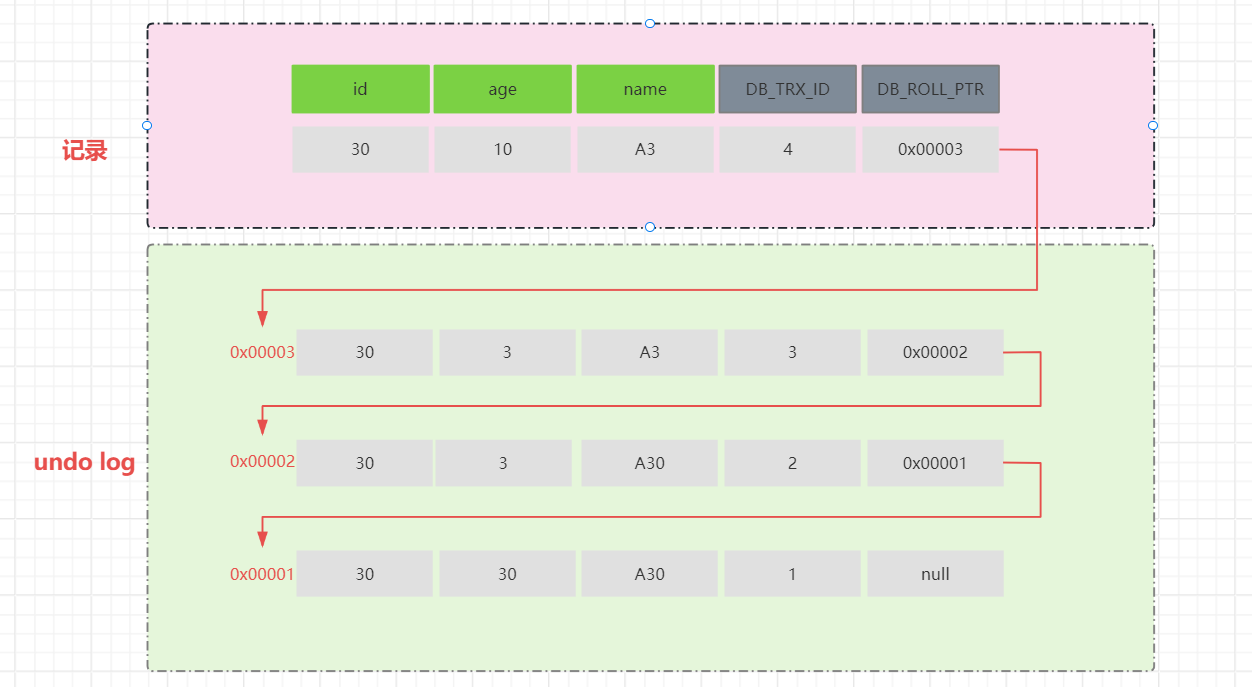 id age name DB_TRX_ID DB_ROLL_PTR
记录
30 10 A3 4 0x00003
0x00003 30 3 A3 3 0x00002
undo log
0x00002 30 3 A30 2 0x00001
0x00001 30 30 A30 1 null